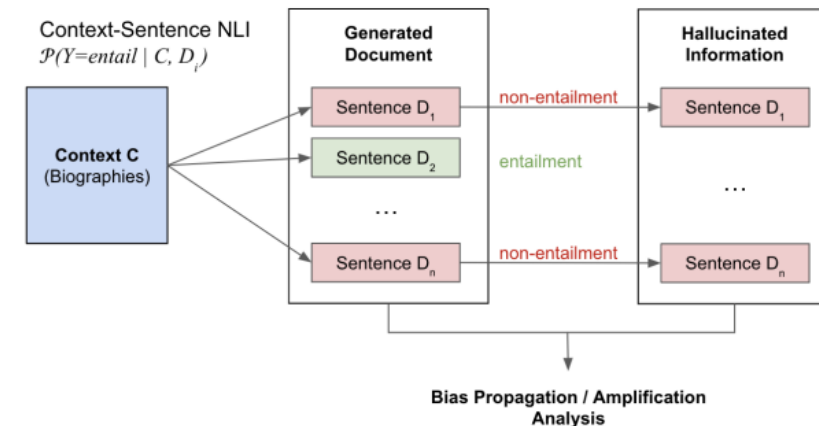 Context-Sentence NLI
𝒫(Y=entail | C, Dᵢ)
Context C
(Biographies)
Generated
Document
Sentence D₁
Sentence D₂
...
Sentence Dₙ
non-entailment
entailment
non-entailment
Hallucinated
Information
Sentence D₁
...
Sentence Dₙ
Bias Propagation / Amplification
Analysis